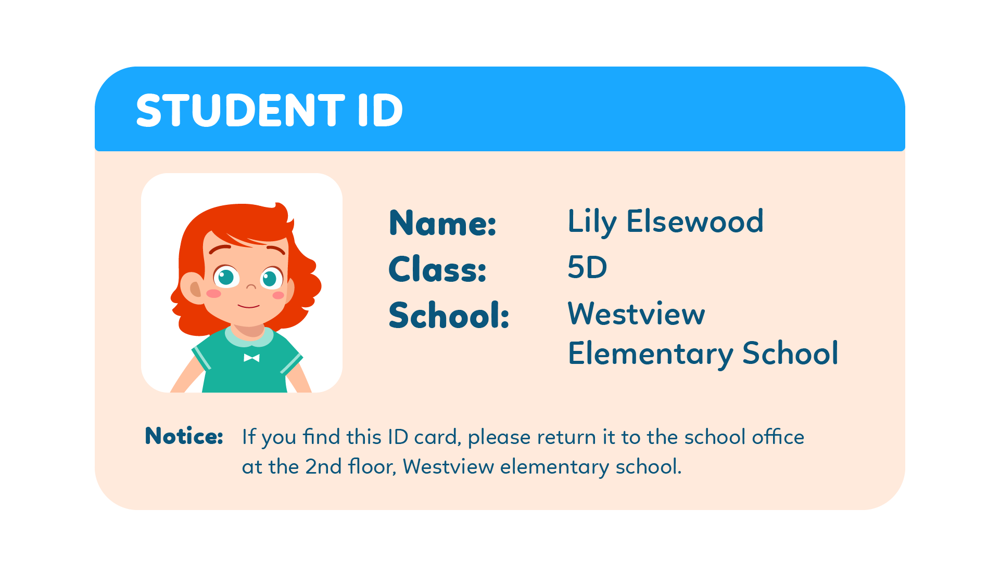 STUDENT ID
Name: Lily Elsewood
Class: 5D
School: Westview
Elementary School
Notice: If you find this ID card, please return it to the school office
at the 2nd floor, Westview elementary school.